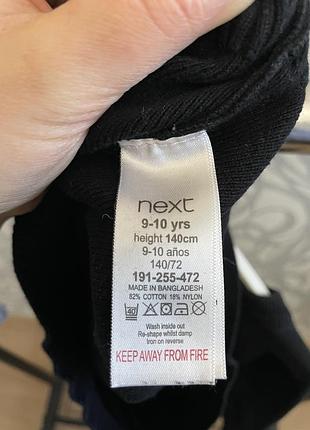 next
9-10 yrs
height 140cm
9-10 años
140/72
191-255-472
MADE IN BANGLADESH
82% COTTON 18% NYLON
40
Wash inside out
Re-shape whilst damp
Iron on reverse
KEEP AWAY FROM FIRE